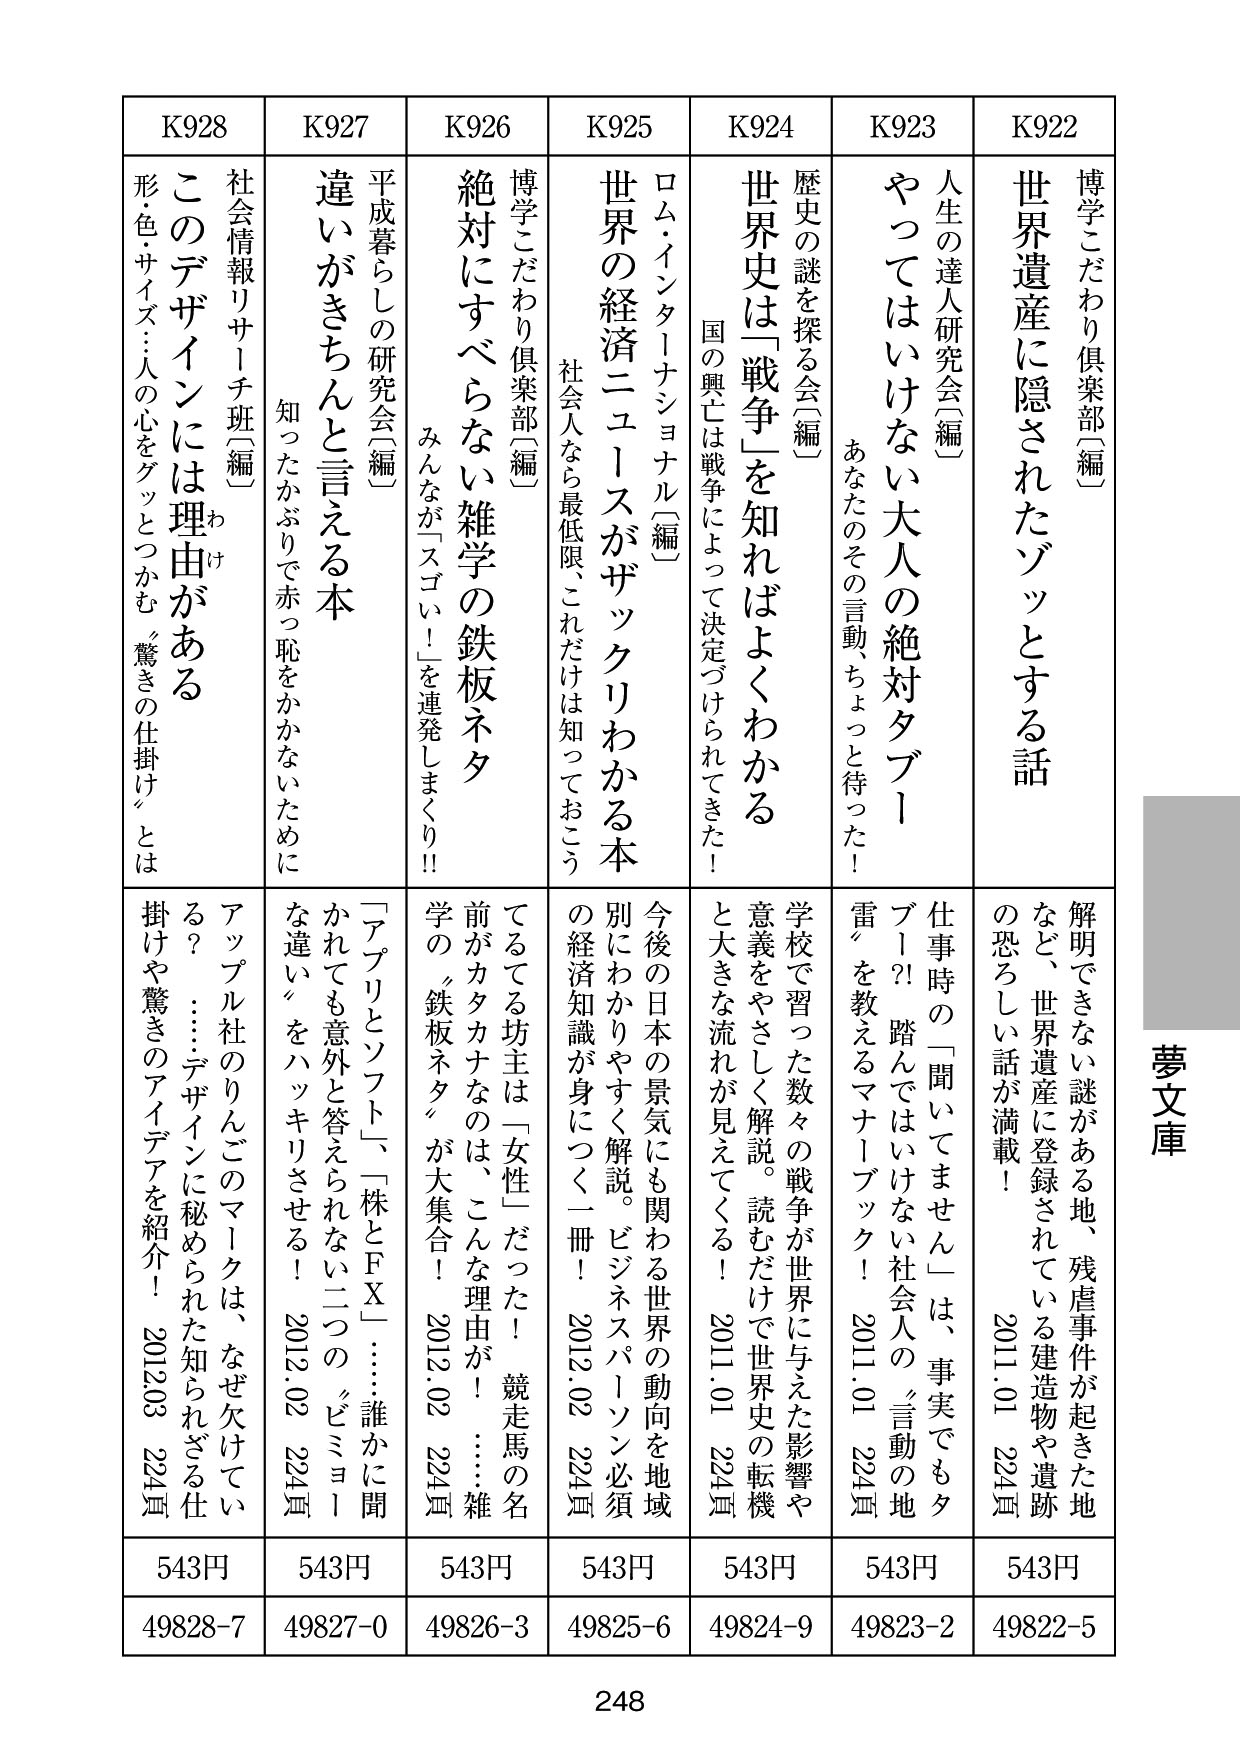 夢文庫
K922
博学こだわり倶楽部〔編〕
世界遺産に隠されたゾッとする話
解明できない謎がある地、残虐事件が起きた地
など、世界遺産に登録されている建造物や遺跡
の恐ろしい話が満載！　2011.01　224頁
543円
49822-5
K923
人生の達人研究会〔編〕
やってはいけない大人の絶対タブー
あなたのその言動、ちょっと待った！
仕事時の「聞いてません」は、事実でもタ
ブー?!　踏んではいけない社会人の〝言動の地
雷〟を教えるマナーブック！　2011.01　224頁
543円
49823-2
K924
歴史の謎を探る会〔編〕
世界史は「戦争」を知ればよくわかる
国の興亡は戦争によって決定づけられてきた！
学校で習った数々の戦争が世界に与えた影響や
意義をやさしく解説。読むだけで世界史の転機
と大きな流れが見えてくる！　2011.01　224頁
543円
49824-9
K925
ロム・インターナショナル〔編〕
世界の経済ニュースがザックリわかる本
社会人なら最低限、これだけは知っておこう
今後の日本の景気にも関わる世界の動向を地域
別にわかりやすく解説。ビジネスパーソン必須
の経済知識が身につく一冊！　2012.02　224頁
543円
49825-6
K926
博学こだわり倶楽部〔編〕
絶対にすべらない雑学の鉄板ネタ
みんなが「スゴい！」を連発しまくり!!
てるてる坊主は「女性」だった！　競走馬の名
前がカタカナなのは、こんな理由が！　……雑
学の〝鉄板ネタ〟が大集合！　2012.02　224頁
543円
49826-3
K927
平成暮らしの研究会〔編〕
違いがきちんと言える本
知ったかぶりで赤っ恥をかかないために
「アプリとソフト」、「株とＦＸ」……誰かに聞
かれても意外と答えられない二つの〝ビミョー
な違い〟をハッキリさせる！　2012.02　224頁
543円
49827-0
K928
社会情報リサーチ班〔編〕
このデザインには理由がある
わけ
形・色・サイズ…人の心をグッとつかむ〝驚きの仕掛け〟とは
アップル社のりんごのマークは、なぜ欠けてい
る？　……デザインに秘められた知られざる仕
掛けや驚きのアイデアを紹介！　2012.03　224頁
543円
49828-7
248